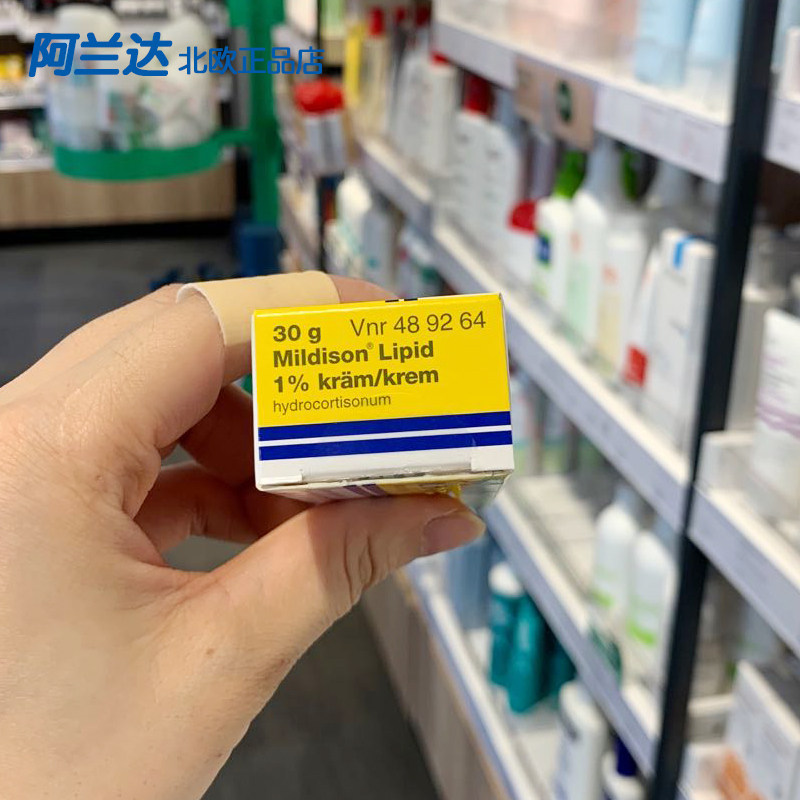 阿兰达 北欧正品店
30 g Vnr 48 92 64
Mildison® Lipid
1% kräm/krem
hydrocortisonum